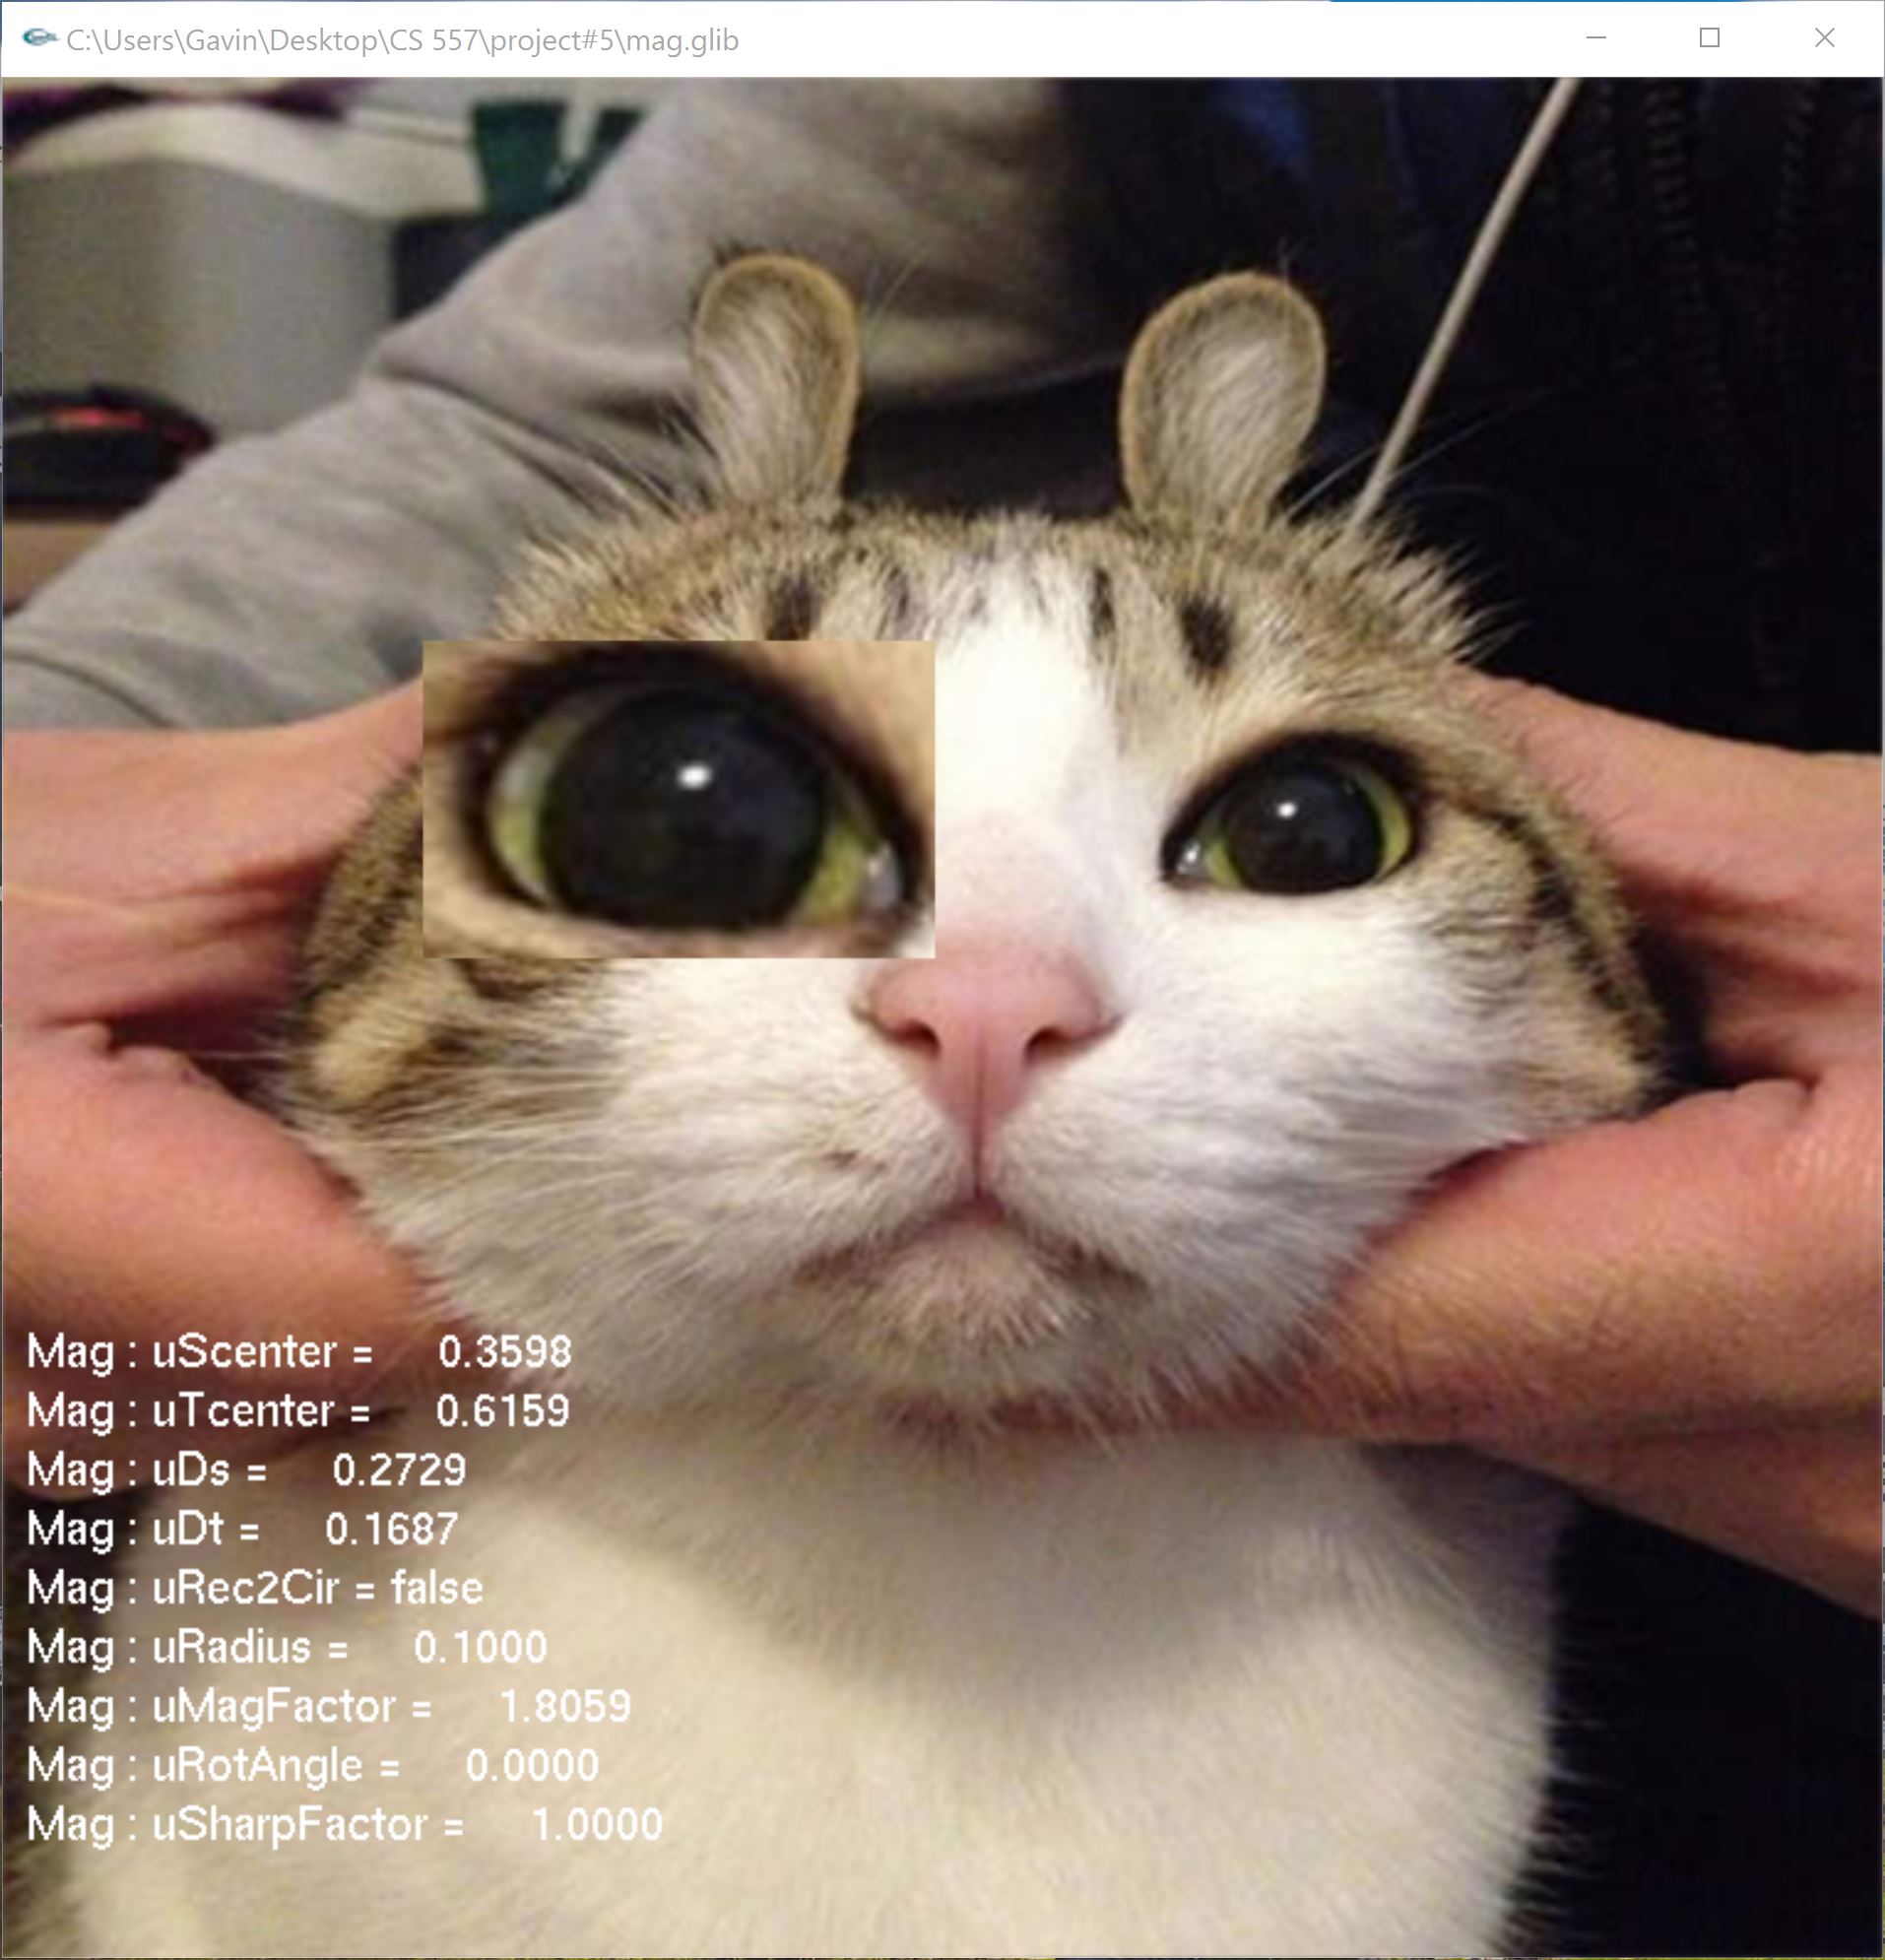 C:\Users\Gavin\Desktop\CS 557\project#5\mag.glib
Mag : uScenter = 0.3598
Mag : uTcenter = 0.6159
Mag : uDs = 0.2729
Mag : uDt = 0.1687
Mag : uRec2Cir = false
Mag : uRadius = 0.1000
Mag : uMagFactor = 1.8059
Mag : uRotAngle = 0.0000
Mag : uSharpFactor = 1.0000